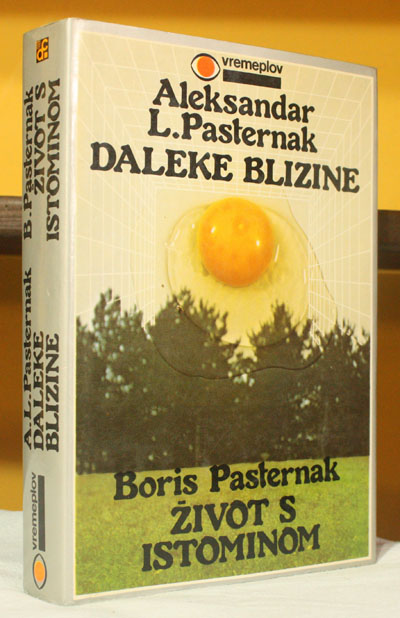 vremeplov
Aleksandar
L.Pasternak
DALEKE BLIZINE
Boris Pasternak
ŽIVOT S
ISTOMINOM
B. Pasternak
ŽIVOT S
ISTOMINOM
A. L. Pasternak
DALEKE
BLIZINE
vremeplov